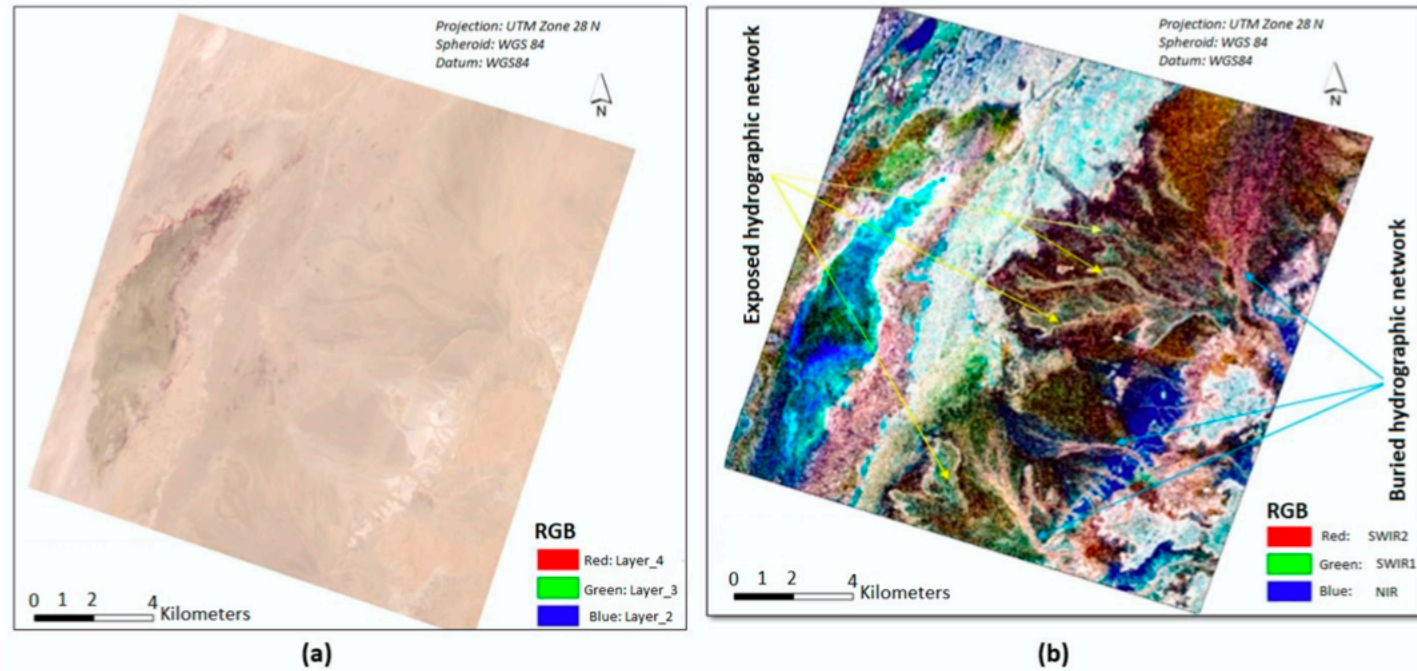 Projection: UTM Zone 28 N
Spheroid: WGS 84
Datum: WGS84
N
RGB
Red: Layer_4
Green: Layer_3
Blue: Layer_2
0 1 2 4 Kilometers
(a)
Projection: UTM Zone 28 N
Spheroid: WGS 84
Datum: WGS84
N
Exposed hydrographic network
Buried hydrographic network
RGB
Red: SWIR2
Green: SWIR1
Blue: NIR
0 1 2 4 Kilometers
(b)